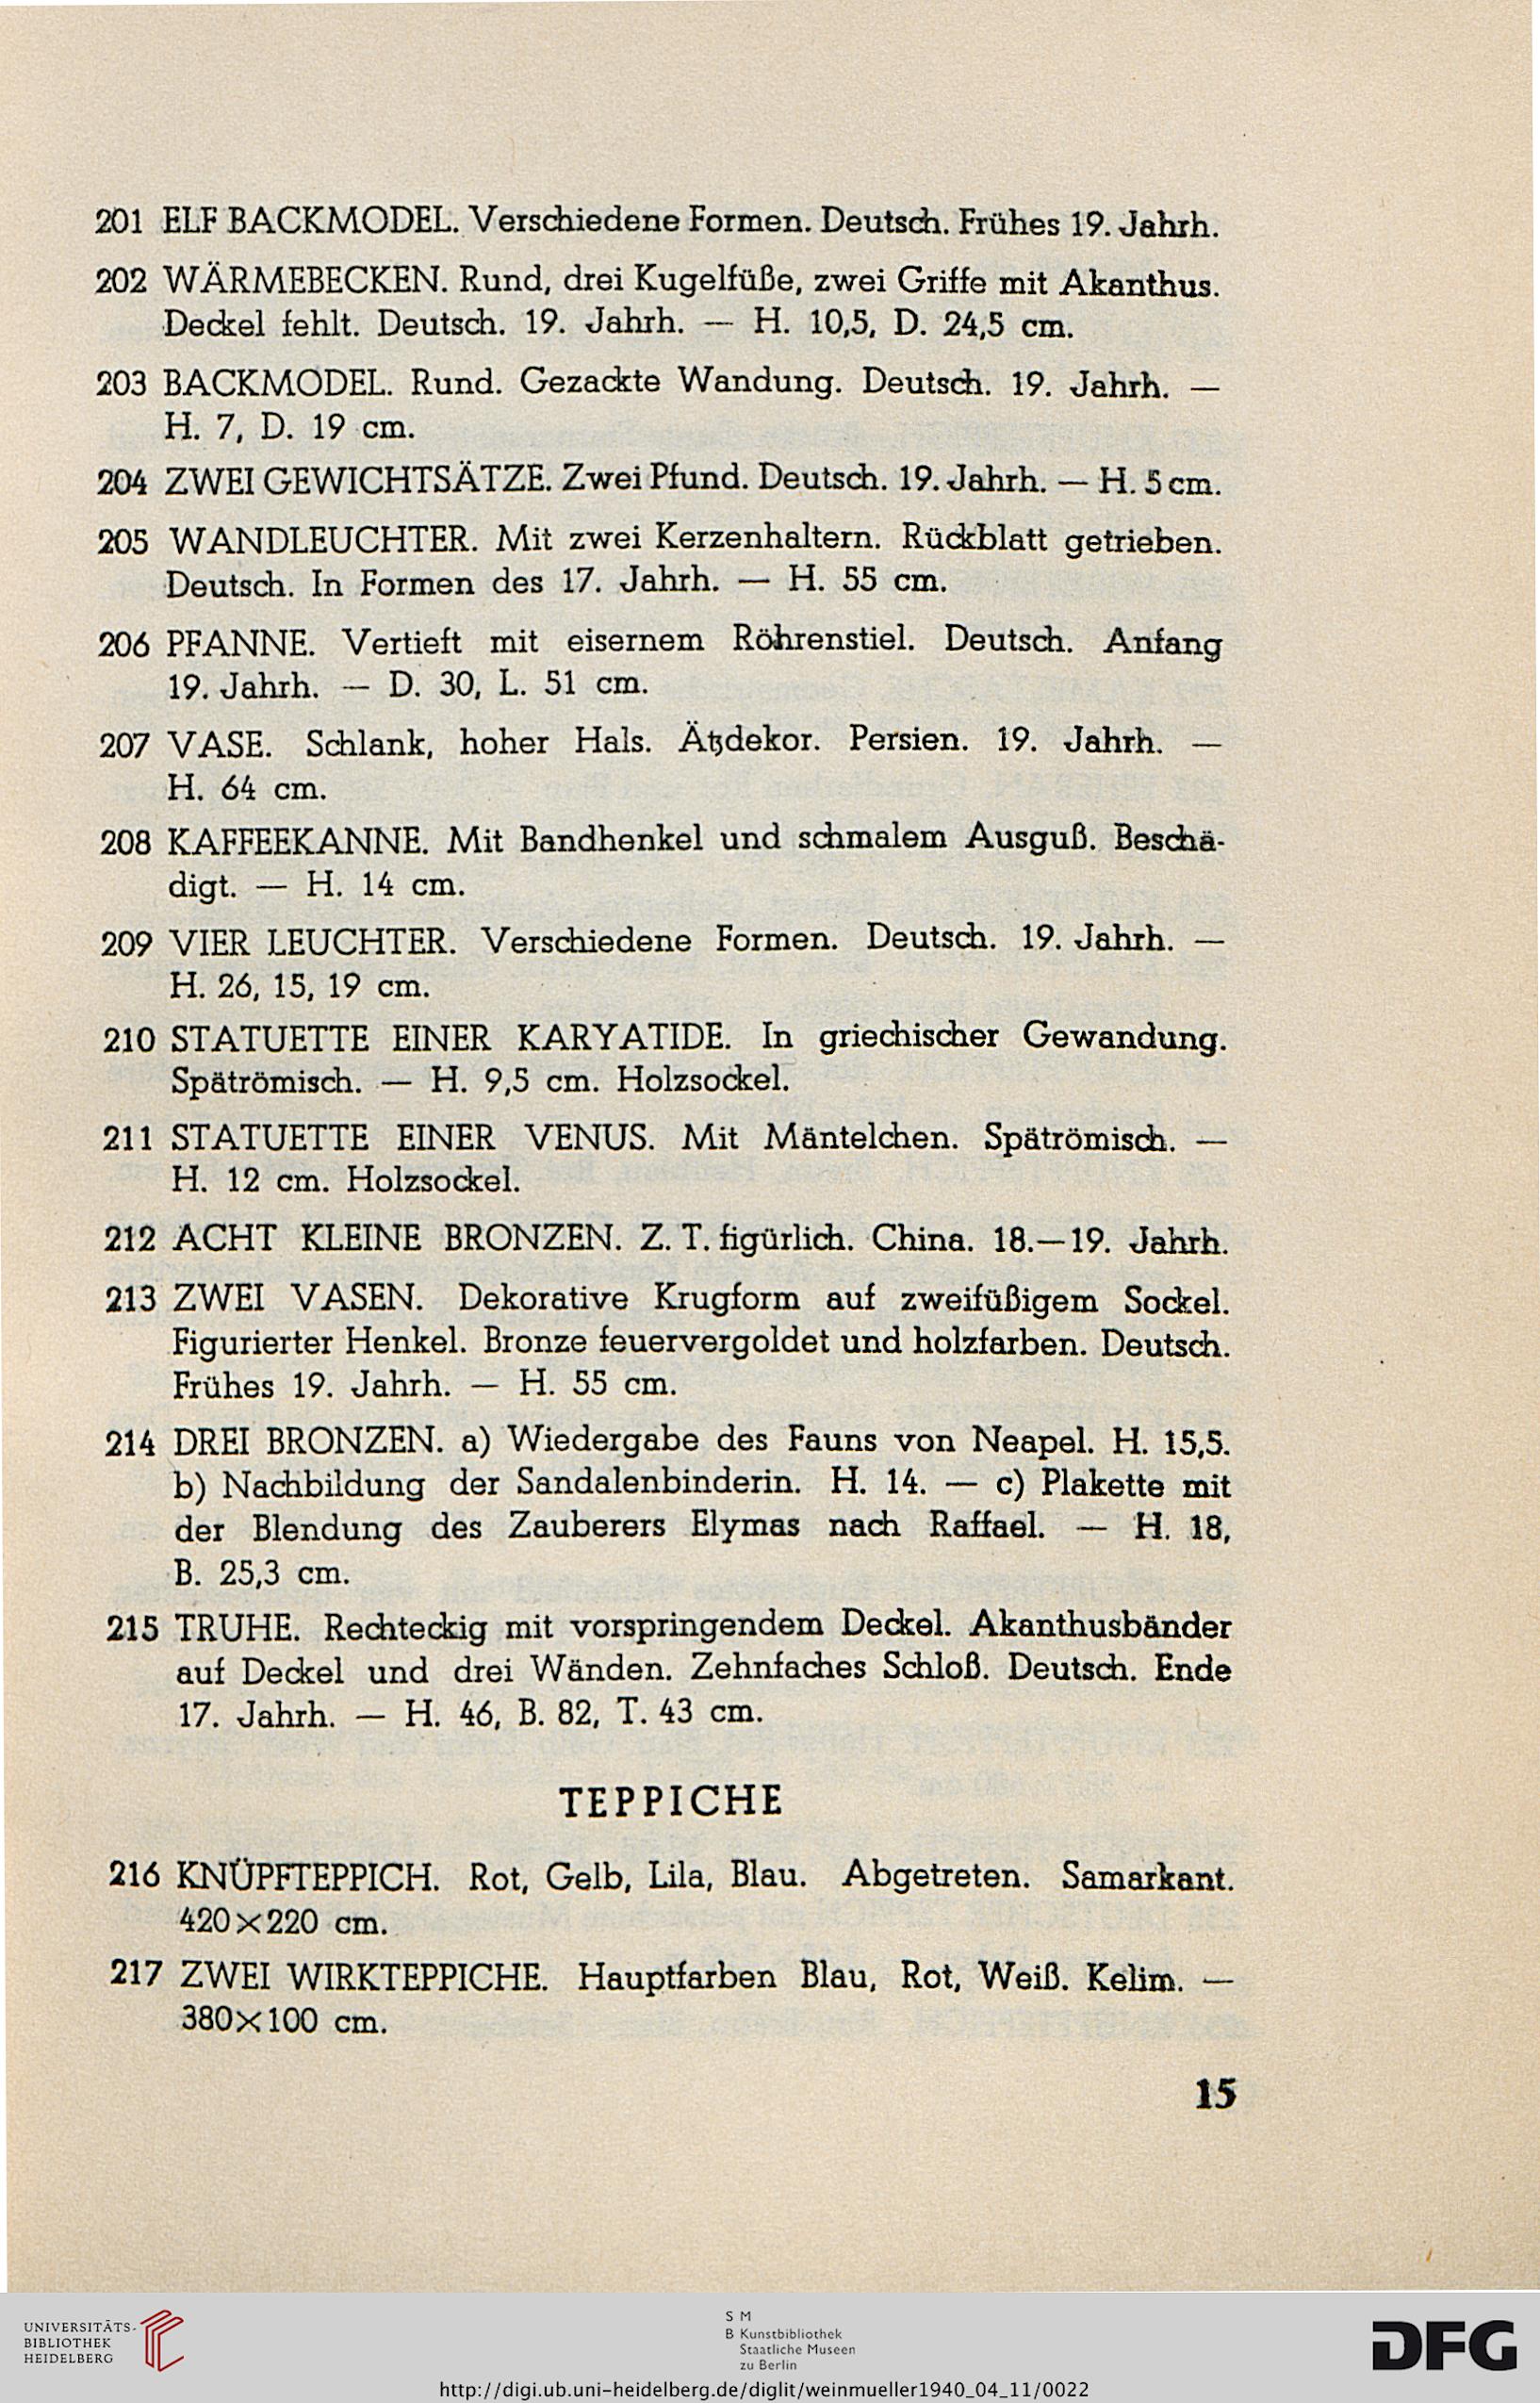 201 ELF BACKMODEL. Verschiedene Formen. Deutsch. Frühes 19. Jahrh.
202 WÄRMEBECKEN. Rund, drei Kugelfüße, zwei Griffe mit Akanthus.
Deckel fehlt. Deutsch. 19. Jahrh. — H. 10,5, D. 24,5 cm.
203 BACKMODEL. Rund. Gezackte Wandung. Deutsch. 19. Jahrh. —
H. 7, D. 19 cm.
204 ZWEI GEWICHTSÄTZE. Zwei Pfund. Deutsch. 19. Jahrh. — H. 5 cm.
205 WANDLEUCHTER. Mit zwei Kerzenhaltern. Rückblatt getrieben.
Deutsch. In Formen des 17. Jahrh. — H. 55 cm.
206 PFANNE. Vertieft mit eisernem Röhrenstiel. Deutsch. Anfang
19. Jahrh. — D. 30, L. 51 cm.
207 VASE. Schlank, hoher Hals. Ätzdekor. Persien. 19. Jahrh. —
H. 64 cm.
208 KAFFEEKANNE. Mit Bandhenkel und schmalem Ausguß. Beschä-
digt. — H. 14 cm.
209 VIER LEUCHTER. Verschiedene Formen. Deutsch. 19. Jahrh. —
H. 26, 15, 19 cm.
210 STATUETTE EINER KARYATIDE. In griechischer Gewandung.
Spätrömisch. — H. 9,5 cm. Holzsockel.
211 STATUETTE EINER VENUS. Mit Mäntelchen. Spätrömisch. —
H. 12 cm. Holzsockel.
212 ACHT KLEINE BRONZEN. Z. T. figürlich. China. 18.—19. Jahrh.
213 ZWEI VASEN. Dekorative Krugform auf zweifüßigem Sockel.
Figurierter Henkel. Bronze feuervergoldet und holzfarben. Deutsch.
Frühes 19. Jahrh. — H. 55 cm.
214 DREI BRONZEN. a) Wiedergabe des Fauns von Neapel. H. 15,5.
b) Nachbildung der Sandalenbinderin. H. 14. — c) Plakette mit
der Blendung des Zauberers Elymas nach Raffael. — H. 18,
B. 25,3 cm.
215 TRUHE. Rechteckig mit vorspringendem Deckel. Akanthusbänder
auf Deckel und drei Wänden. Zehnfaches Schloß. Deutsch. Ende
17. Jahrh. — H. 46, B. 82, T. 43 cm.
TEPPICHE
216 KNÜPFTEPPICH. Rot, Gelb, Lila, Blau. Abgetreten. Samarkant.
420×220 cm.
217 ZWEI WIRKTEPPICHE. Hauptfarben Blau, Rot, Weiß. Kelim. —
380×100 cm.
15
UNIVERSITÄTS-
BIBLIOTHEK
HEIDELBERG
S M
B Kunstbibliothek
Staatliche Museen
zu Berlin
DFG
http://digi.ub.uni-heidelberg.de/diglit/weinmueller1940_04_11/0022